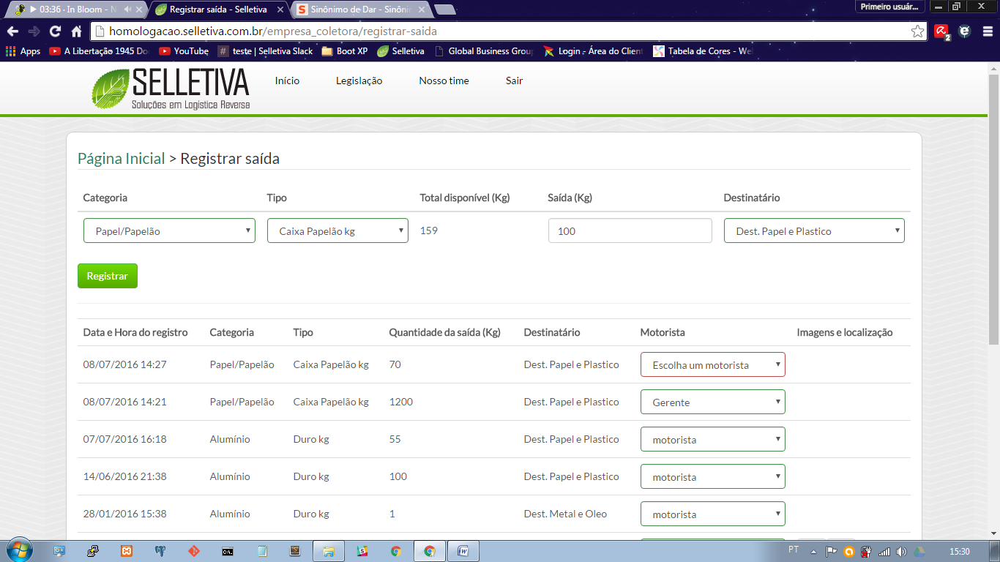 03:36 · In Bloom – N
Registrar saída - Selletiva
Sinônimo de Dar - Sinôni
Primeiro usuár...
homologacao.selletiva.com.br/empresa_coletora/registrar-saida
2
Apps A Libertação 1945 Do YouTube teste | Selletiva Slack Boot XP Selletiva Global Business Grou Login - Área do Client Tabela de Cores - We
SELLETIVA
Soluções em Logística Reversa
Início Legislação Nosso time Sair
Página Inicial > Registrar saída
Categoria Tipo Total disponível (Kg) Saída (Kg) Destinatário
Papel/Papelão Caixa Papelão kg 159 100 Dest. Papel e Plastico
Registrar
Data e Hora do registro Categoria Tipo Quantidade da saída (Kg) Destinatário Motorista Imagens e localização
08/07/2016 14:27 Papel/Papelão Caixa Papelão kg 70 Dest. Papel e Plastico Escolha um motorista
08/07/2016 14:21 Papel/Papelão Caixa Papelão kg 1200 Dest. Papel e Plastico Gerente
07/07/2016 16:18 Alumínio Duro kg 55 Dest. Papel e Plastico motorista
14/06/2016 21:38 Alumínio Duro kg 100 Dest. Papel e Plastico motorista
28/01/2016 15:38 Alumínio Duro kg 1 Dest. Metal e Oleo motorista
PT 15:30